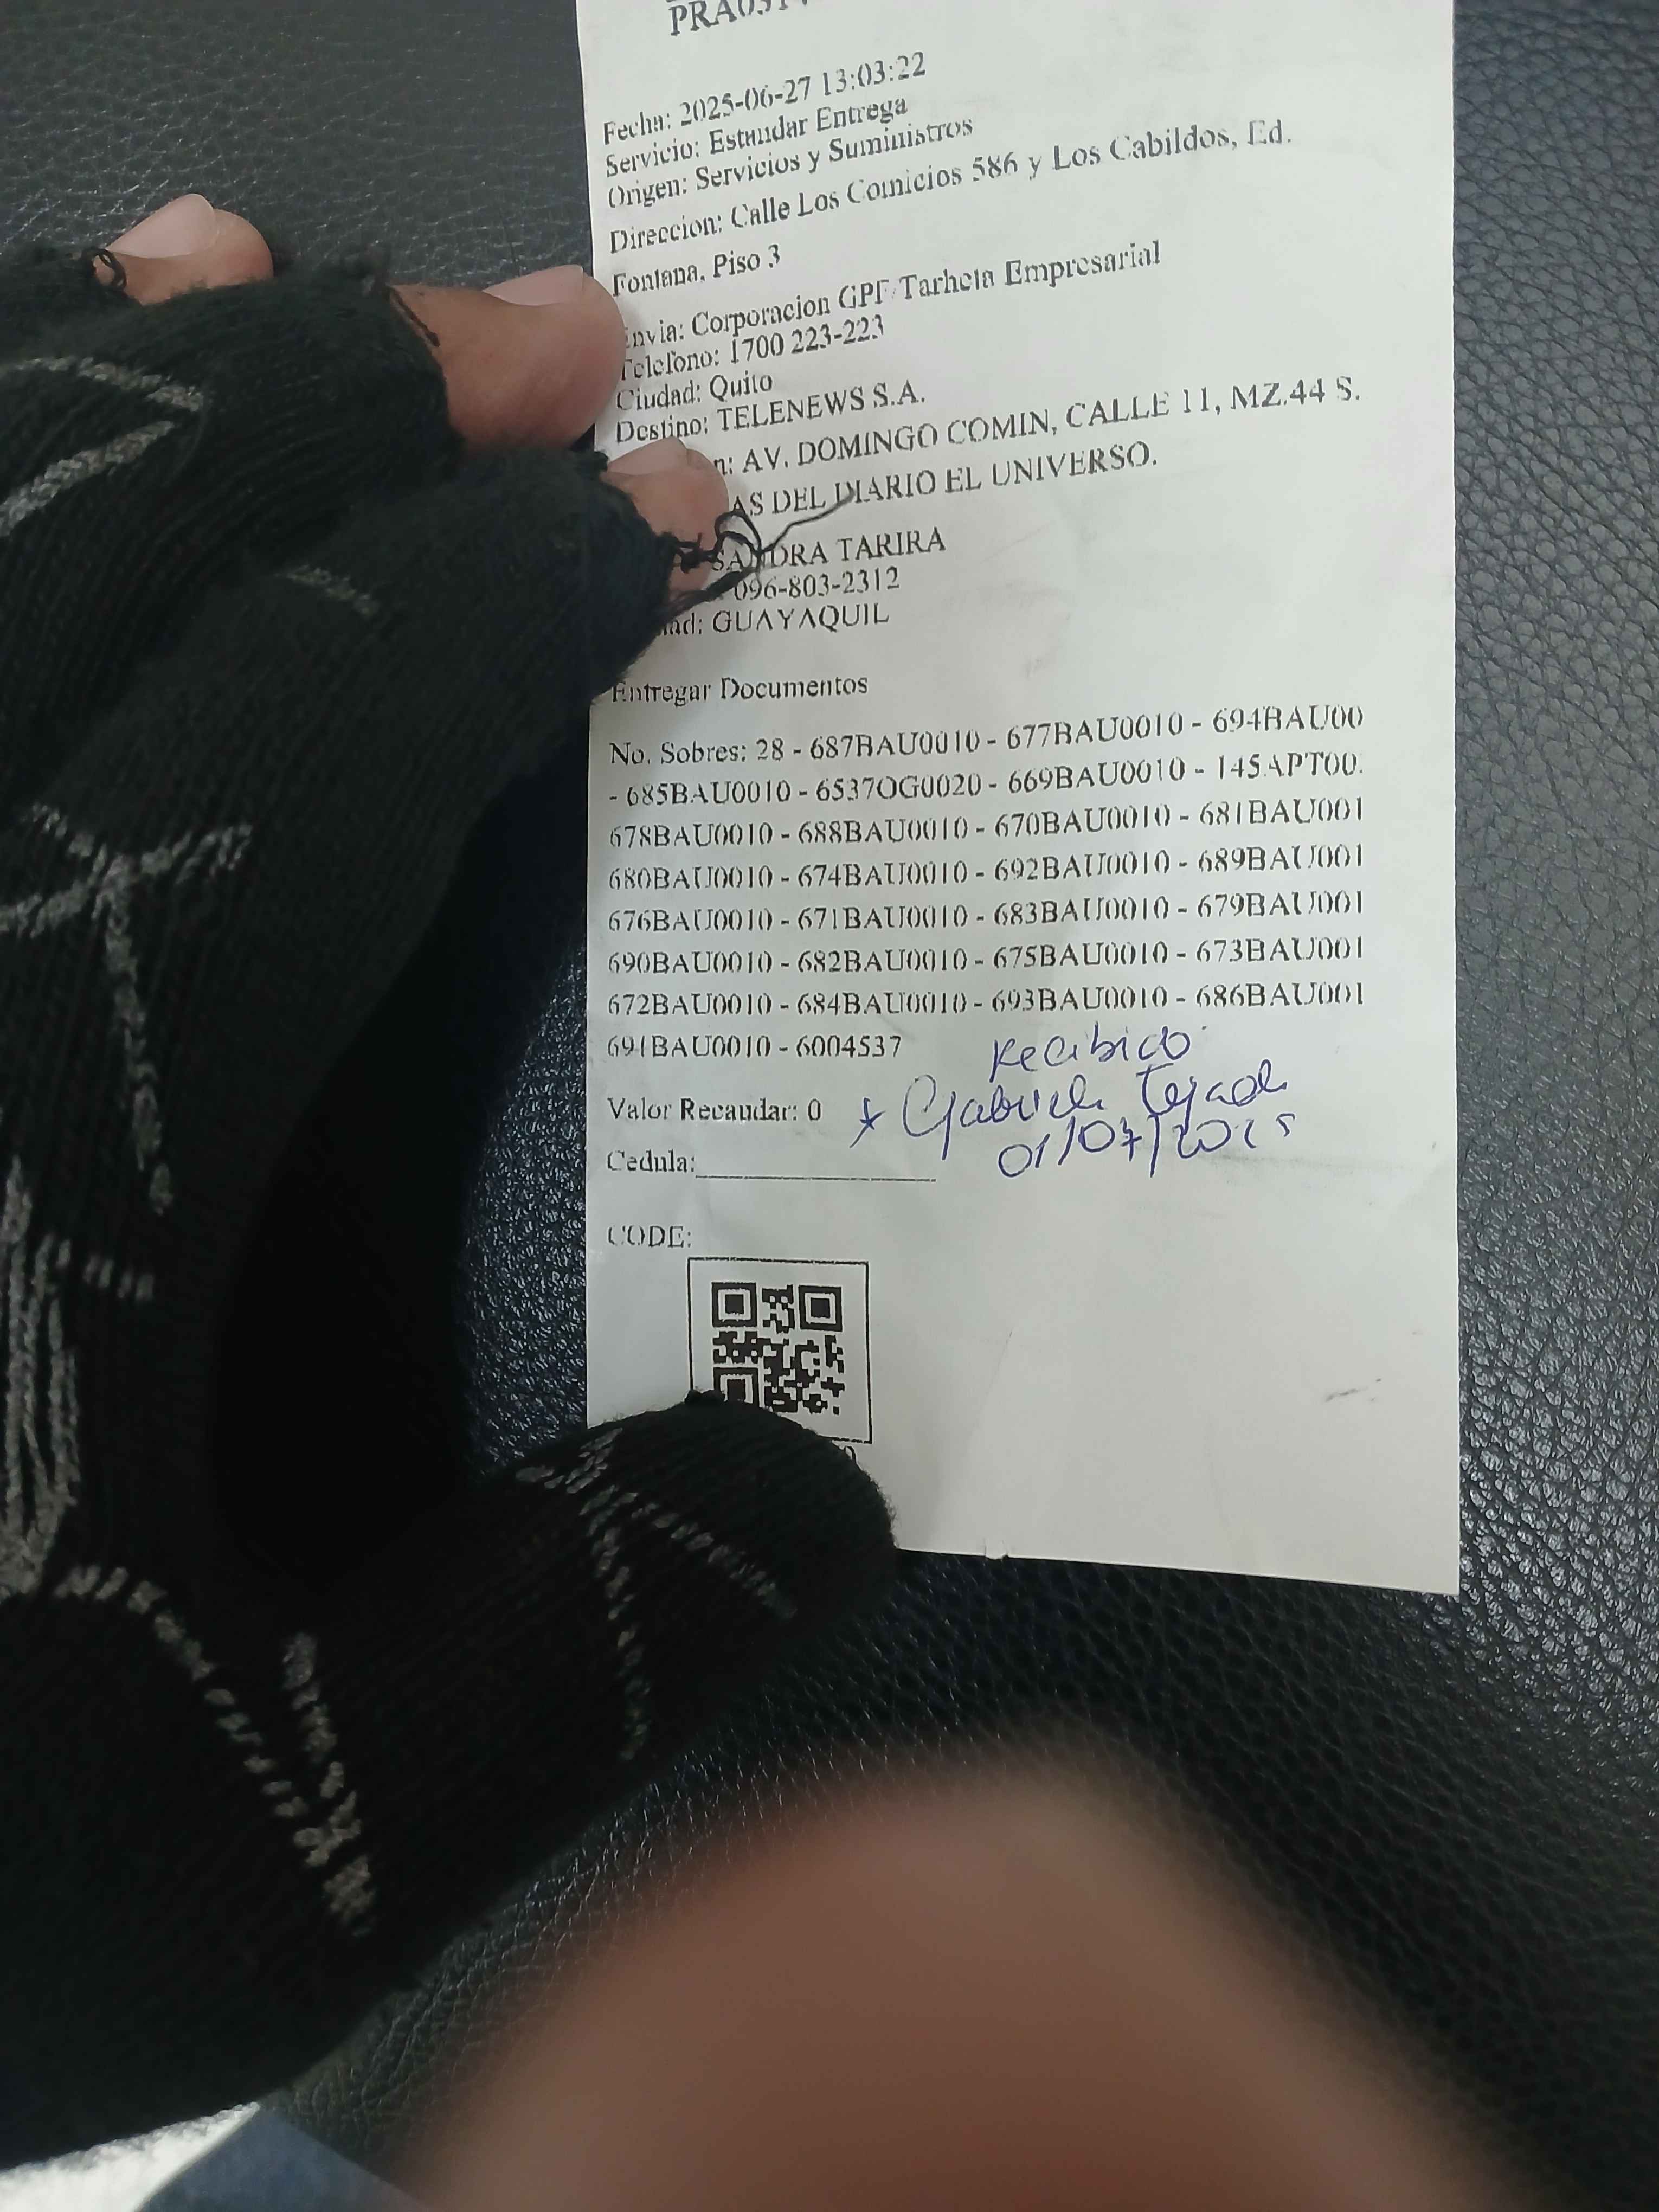 Fecha: 2025-06-27 13:03:22
Servicio: Estandar Entrega
Origen: Servicios y Suministros
Direccion: Calle Los Comicios 586 y Los Cabildos, Ed.
Fontana, Piso 3
Envia: Corporacion GPF Tarheta Empresarial
Telefono: 1700 223-223
Ciudad: Quito
Destino: TELENEWS S.A.
AV. DOMINGO COMIN, CALLE 11, MZ.44 S.
DEL DIARIO EL UNIVERSO.
SANDRA TARIRA
096-803-2312
GUAYAQUIL
Entregar Documentos
No. Sobres: 28 - 687BAU0010 - 677BAU0010 - 694BAU00
- 685BAU0010 - 6537OG0020 - 669BAU0010 - 145APT00
678BAU0010 - 688BAU0010 - 670BAU0010 - 681BAU001
680BAU0010 - 674BAU0010 - 692BAU0010 - 689BAU001
676BAU0010 - 671BAU0010 - 683BAU0010 - 679BAU001
690BAU0010 - 682BAU0010 - 675BAU0010 - 673BAU001
672BAU0010 - 684BAU0010 - 693BAU0010 - 686BAU001
691BAU0010 - 6004537
Recibido
Valor Recaudar: 0
Gabriela Tejada
01/07/2025
Cedula:
CODE: